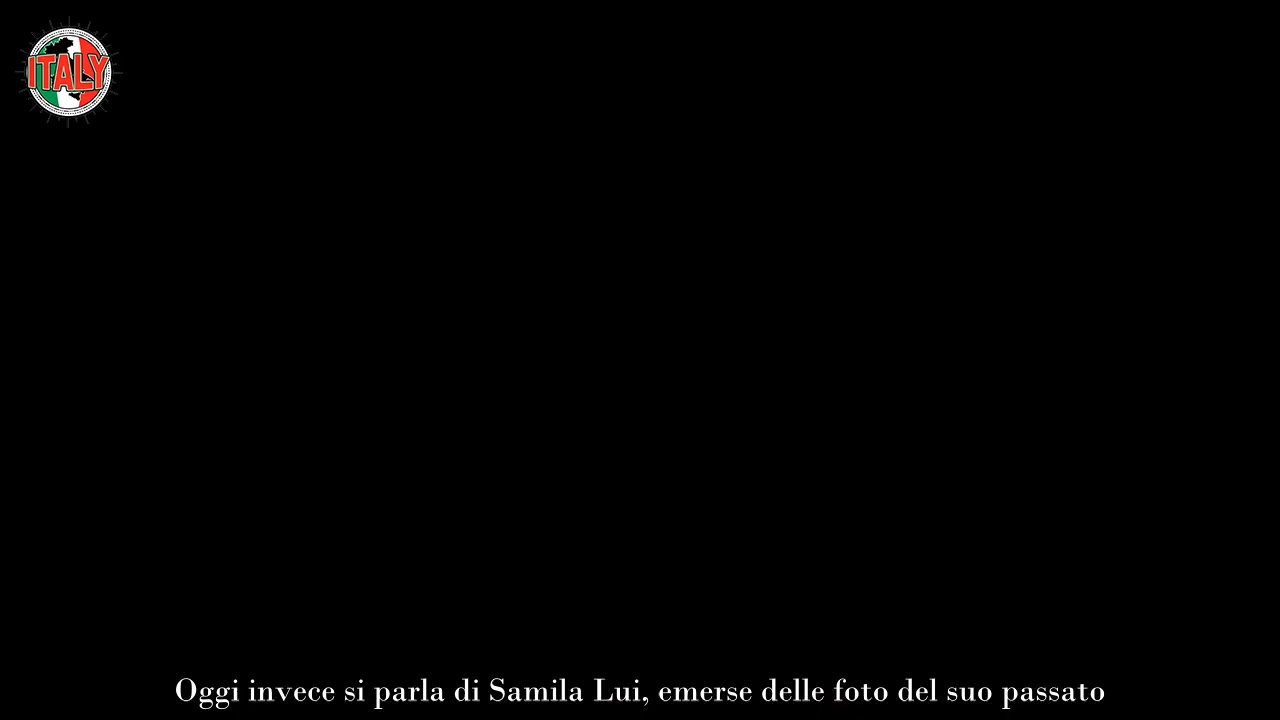 ITALY
Oggi invece si parla di Samila Lui, emerse delle foto del suo passato